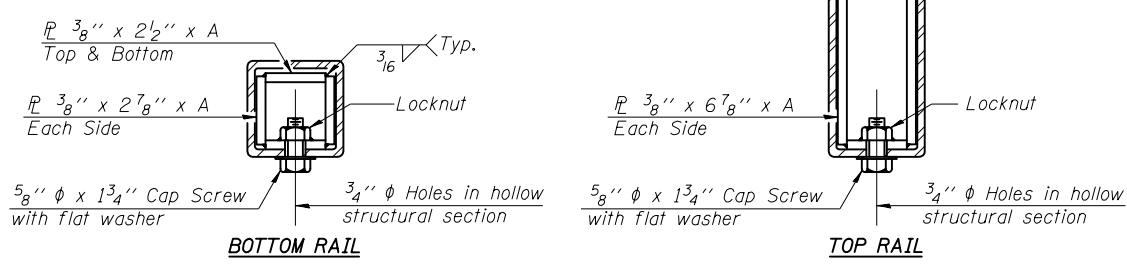 ℄ 3/8'' x 2 1/2'' x A
Top & Bottom
3/16
Typ.
℄ 3/8'' x 2 7/8'' x A
Each Side
Locknut
5/8'' ϕ x 1 3/4'' Cap Screw
with flat washer
3/4'' ϕ Holes in hollow
structural section
BOTTOM RAIL
℄ 3/8'' x 6 7/8'' x A
Each Side
Locknut
5/8'' ϕ x 1 3/4'' Cap Screw
with flat washer
3/4'' ϕ Holes in hollow
structural section
TOP RAIL